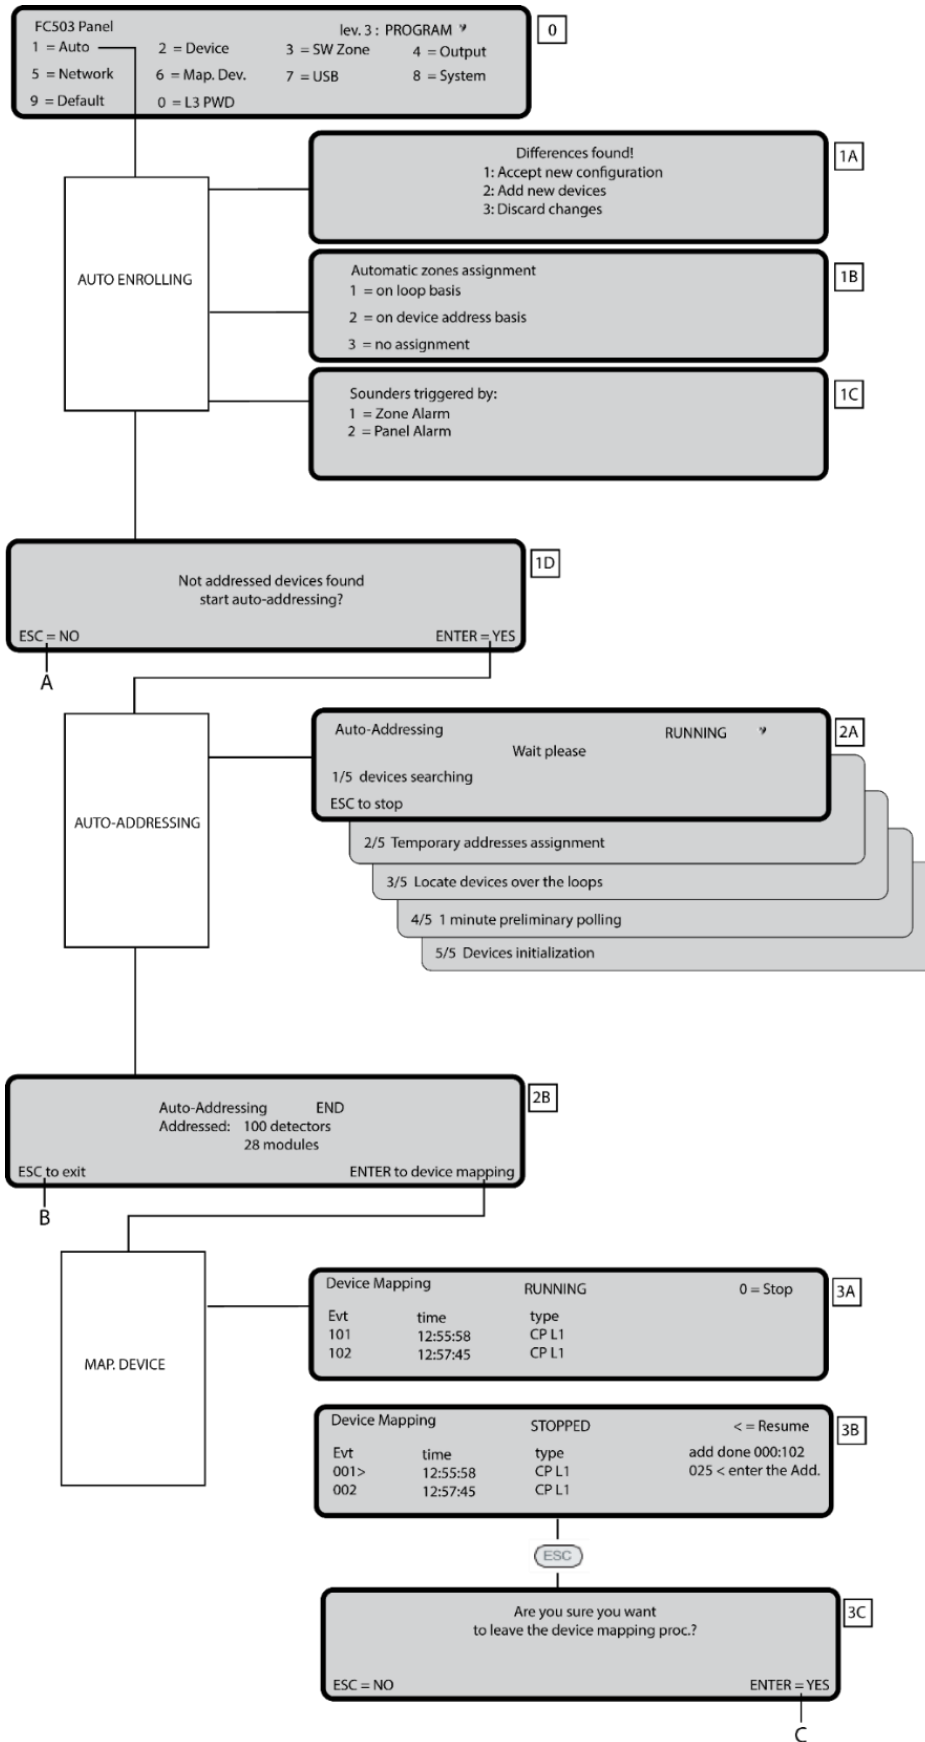 FC503 Panel lev. 3 : PROGRAM 0
1 = Auto 2 = Device 3 = SW Zone 4 = Output
5 = Network 6 = Map. Dev. 7 = USB 8 = System
9 = Default 0 = L3 PWD
Differences found! 1A
1: Accept new configuration
2: Add new devices
3: Discard changes
AUTO ENROLLING
Automatic zones assignment 1B
1 = on loop basis
2 = on device address basis
3 = no assignment
Sounders triggered by: 1C
1 = Zone Alarm
2 = Panel Alarm
Not addressed devices found 1D
start auto-addressing?
ESC = NO ENTER = YES
A
AUTO-ADDRESSING
Auto-Addressing RUNNING 2A
Wait please
1/5 devices searching
ESC to stop
2/5 Temporary addresses assignment
3/5 Locate devices over the loops
4/5 1 minute preliminary polling
5/5 Devices initialization
Auto-Addressing END 2B
Addressed: 100 detectors
28 modules
ESC to exit ENTER to device mapping
B
MAP. DEVICE
Device Mapping RUNNING 0 = Stop 3A
Evt time type
101 12:55:58 CP L1
102 12:57:45 CP L1
Device Mapping STOPPED < = Resume 3B
Evt time type add done 000:102
001> 12:55:58 CP L1 025 < enter the Add.
002 12:57:45 CP L1
ESC
Are you sure you want 3C
to leave the device mapping proc.?
ESC = NO ENTER = YES
C